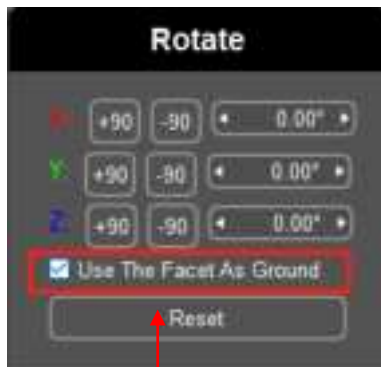 Rotate
X: +90 -90 0.00°
Y: +90 -90 0.00°
Z: +90 -90 0.00°
Use The Facet As Ground
Reset